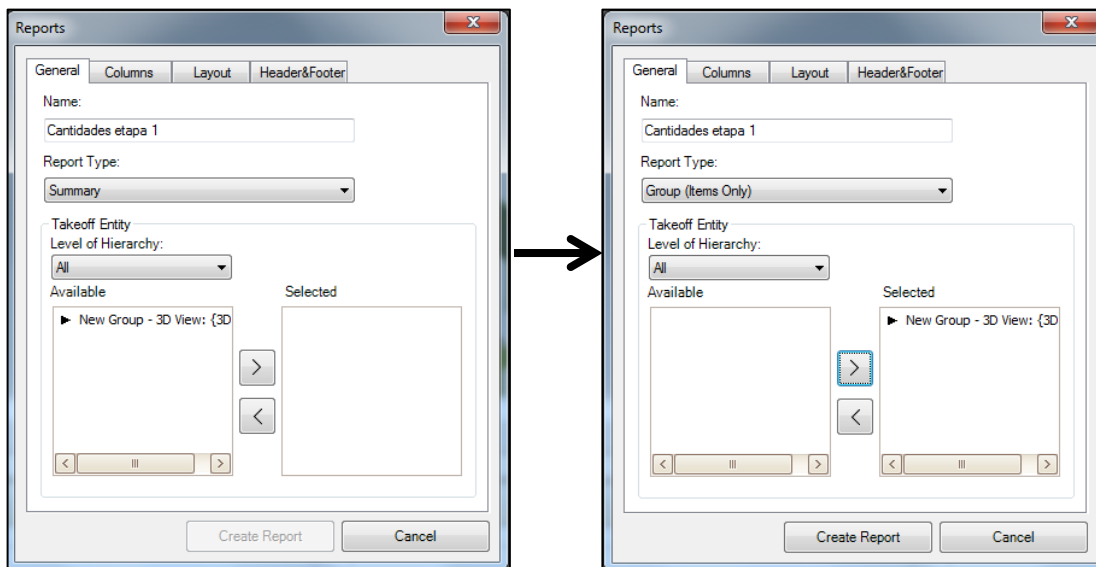 Reports
General Columns Layout Header&Footer
Name:
Cantidades etapa 1
Report Type:
Summary
Takeoff Entity
Level of Hierarchy:
All
Available Selected
New Group - 3D View: {3D
>
<
Create Report Cancel
Reports
General Columns Layout Header&Footer
Name:
Cantidades etapa 1
Report Type:
Group (Items Only)
Takeoff Entity
Level of Hierarchy:
All
Available Selected
New Group - 3D View: {3D
>
<
Create Report Cancel